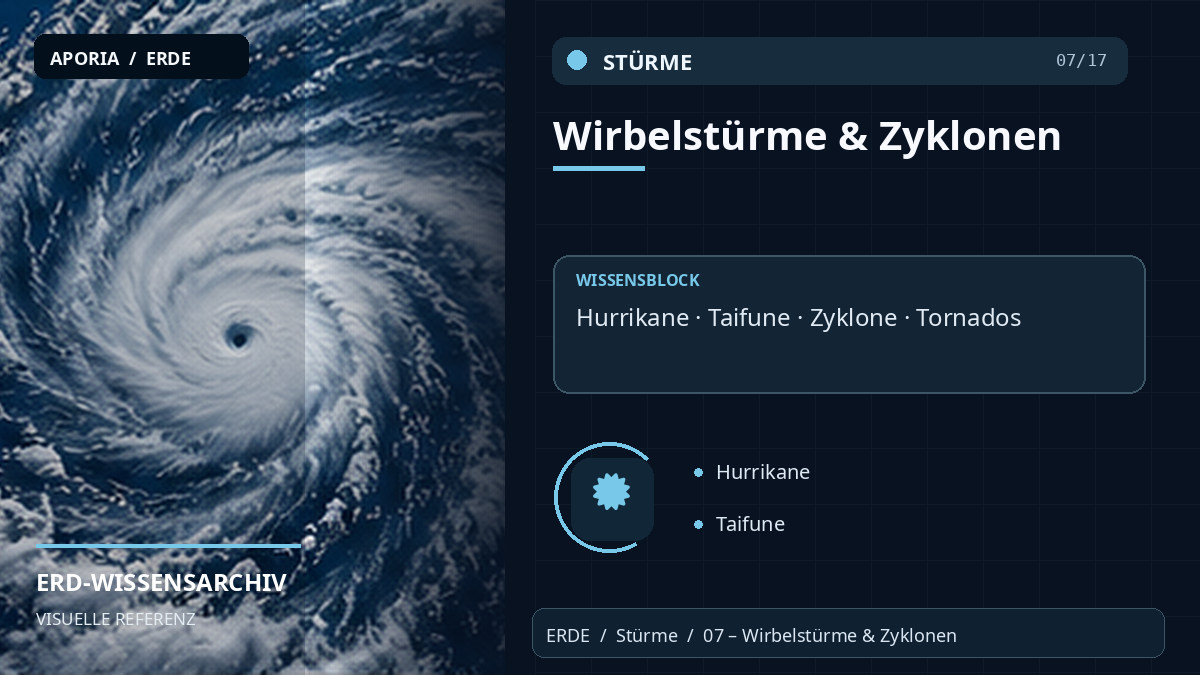 APORIA / ERDE
STÜRME
07/17
Wirbelstürme & Zyklonen
WISSENSBLOCK
Hurrikane · Taifune · Zyklone · Tornados
Hurrikane
Taifune
ERD-WISSENSARCHIV
VISUELLE REFERENZ
ERDE / Stürme / 07 – Wirbelstürme & Zyklonen